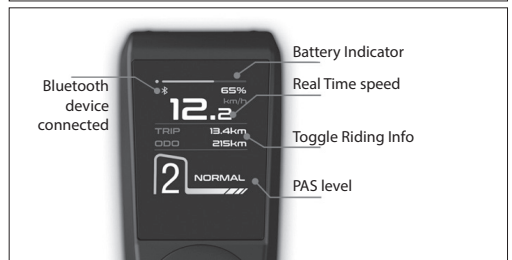 Battery Indicator
Real Time speed
Bluetooth
device
connected
65%
km/h
12.2
TRIP 13.4km
ODO 215km
Toggle Riding Info
2 NORMAL
PAS level